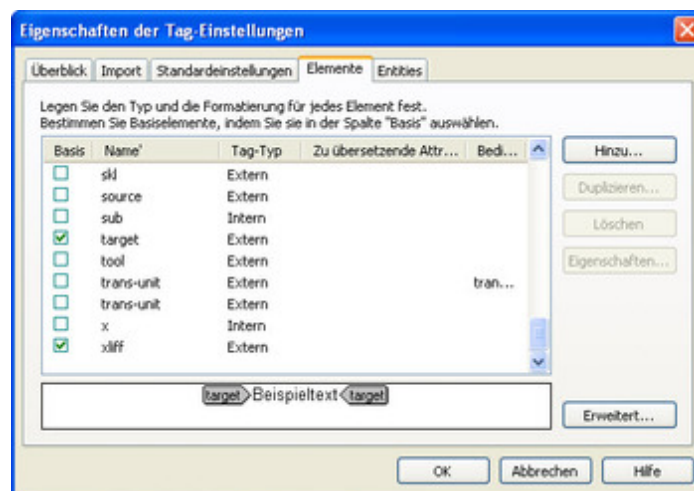 Eigenschaften der Tag-Einstellungen
Überblick Import Standardeinstellungen Elemente Entities
Legen Sie den Typ und die Formatierung für jedes Element fest.
Bestimmen Sie Basiselemente, indem Sie sie in der Spalte "Basis" auswählen.
Basis Name' Tag-Typ Zu übersetzende Attr... Bedi... Hinzu...
skl Extern
source Extern Duplizieren...
sub Intern Löschen
target Extern
tool Extern Eigenschaften...
trans-unit Extern tran...
trans-unit Extern
x Intern
xliff Extern
target Beispieltext target
Erweitert...
OK Abbrechen Hilfe